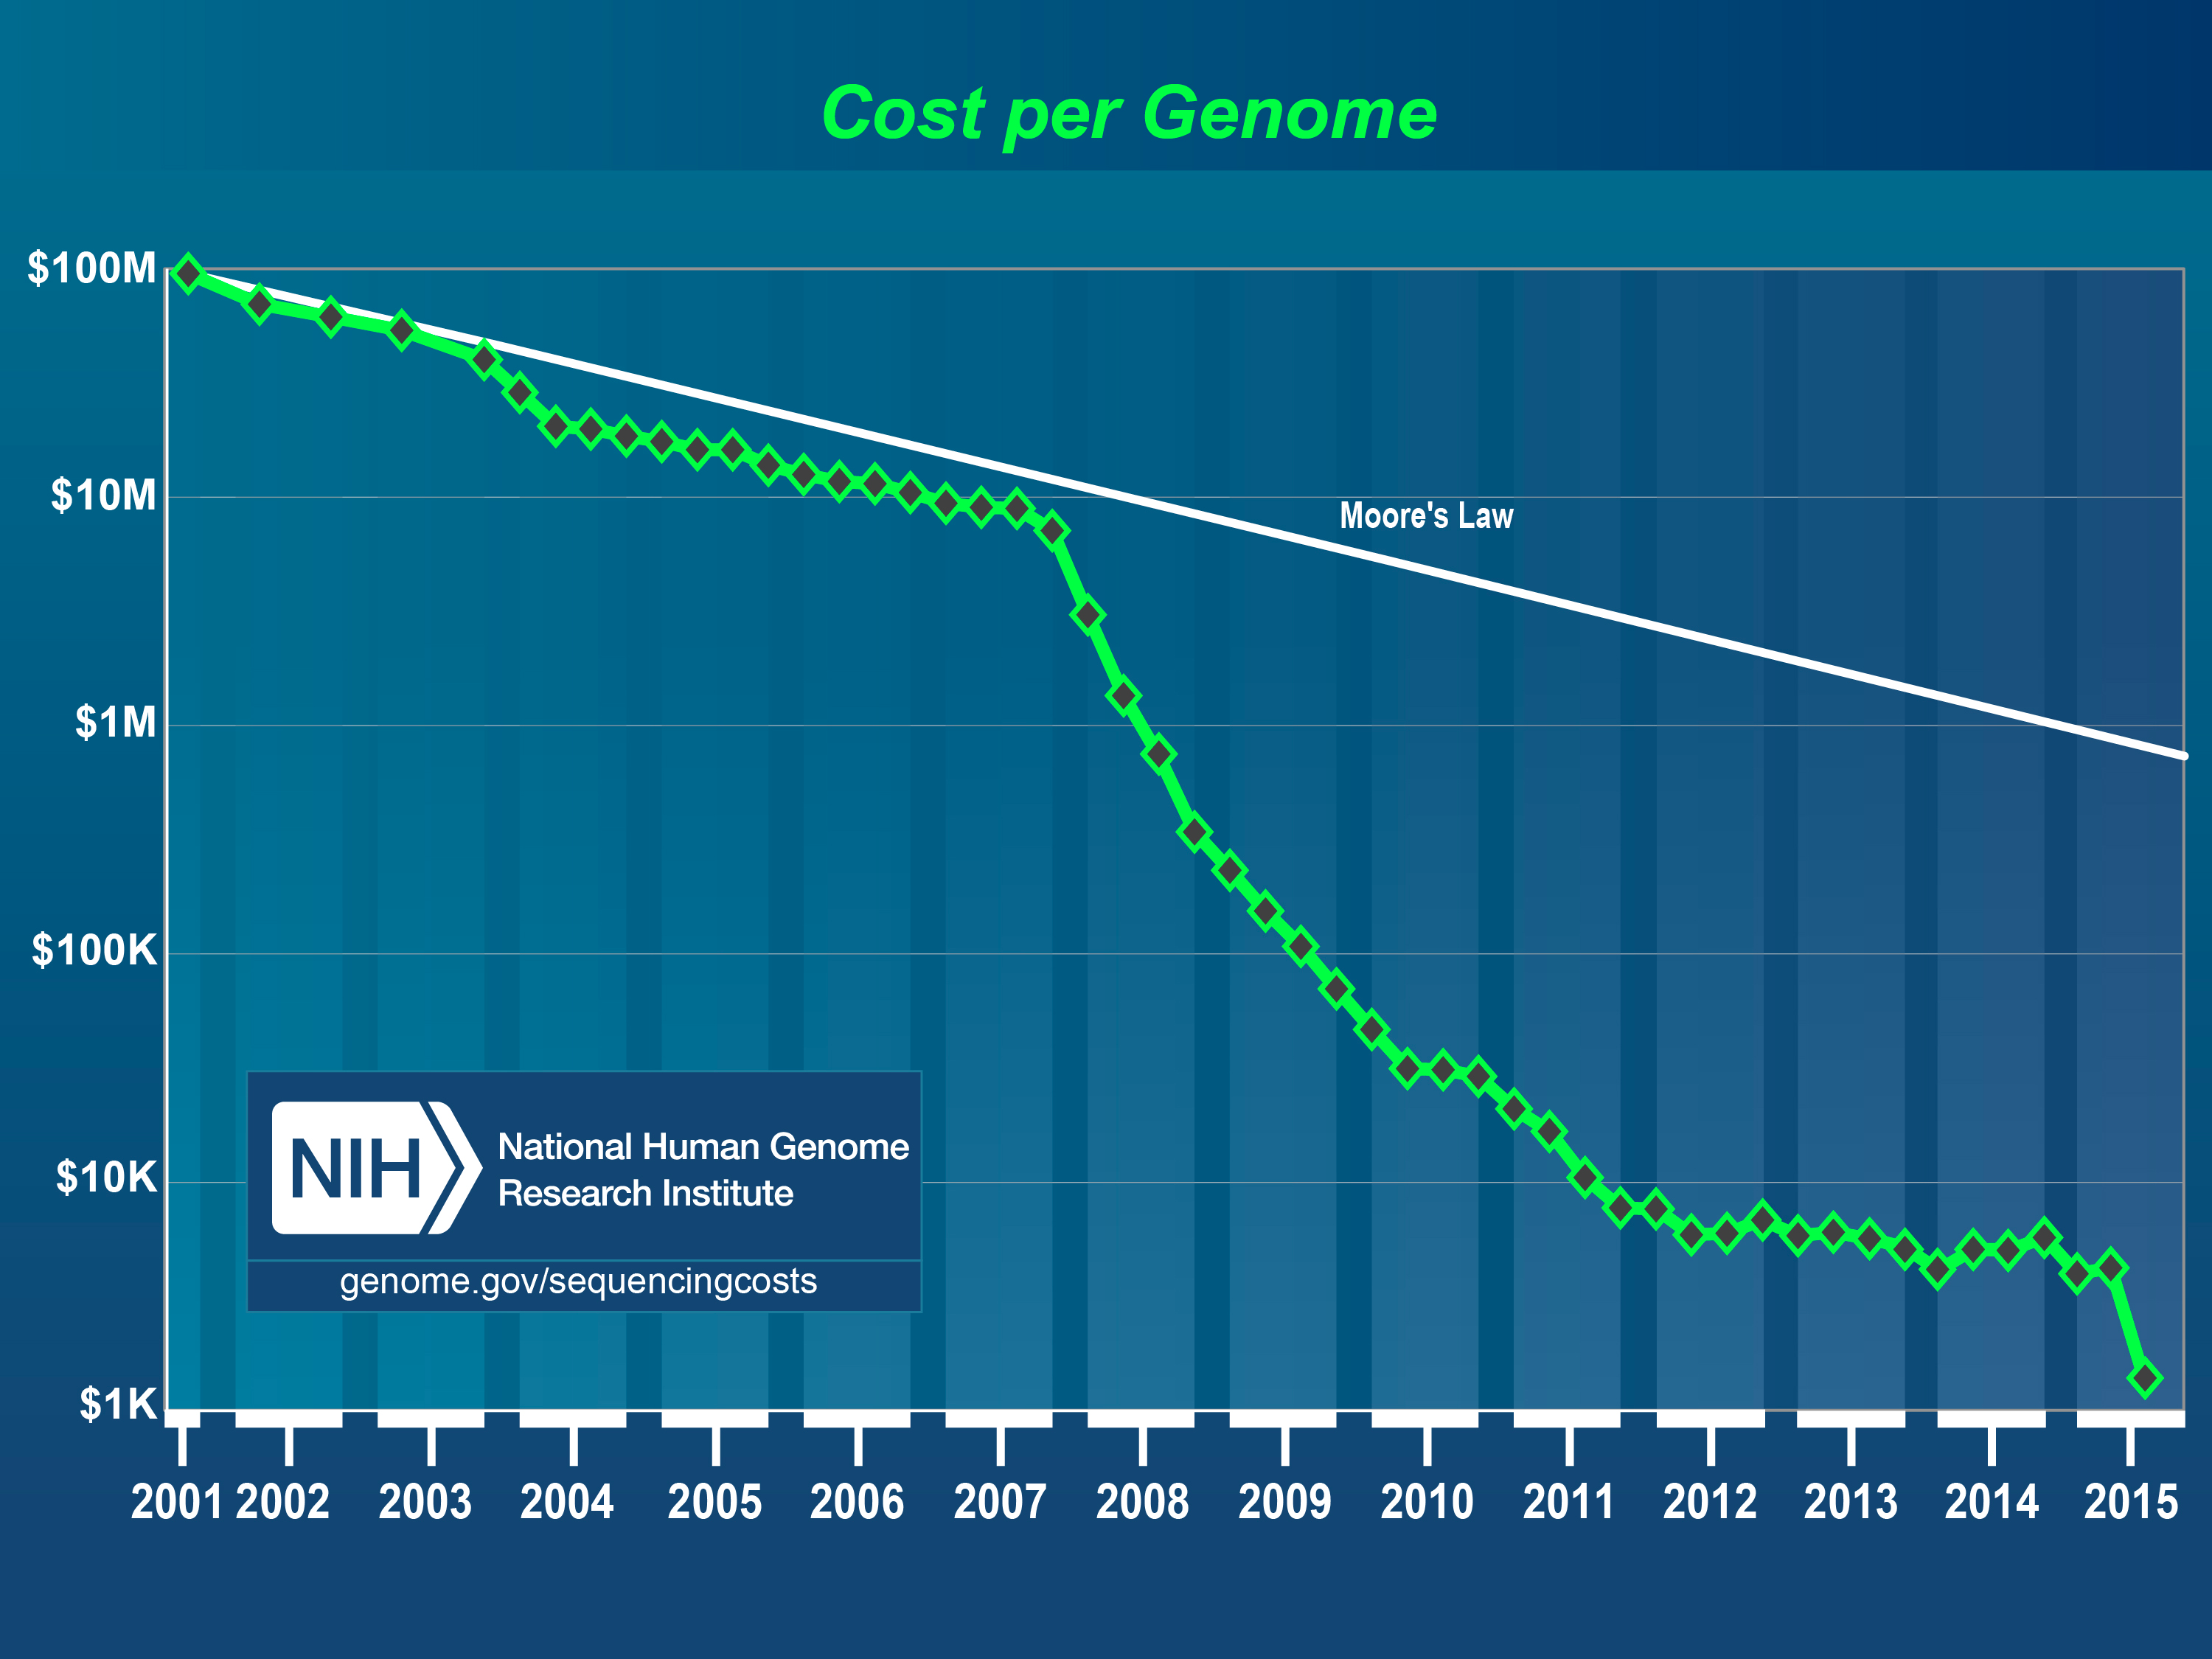 Cost per Genome
$100M
$10M
Moore's Law
$1M
$100K
$10K
NIH
National Human Genome
Research Institute
genome.gov/sequencingcosts
$1K
2001 2002 2003 2004 2005 2006 2007 2008 2009 2010 2011 2012 2013 2014 2015